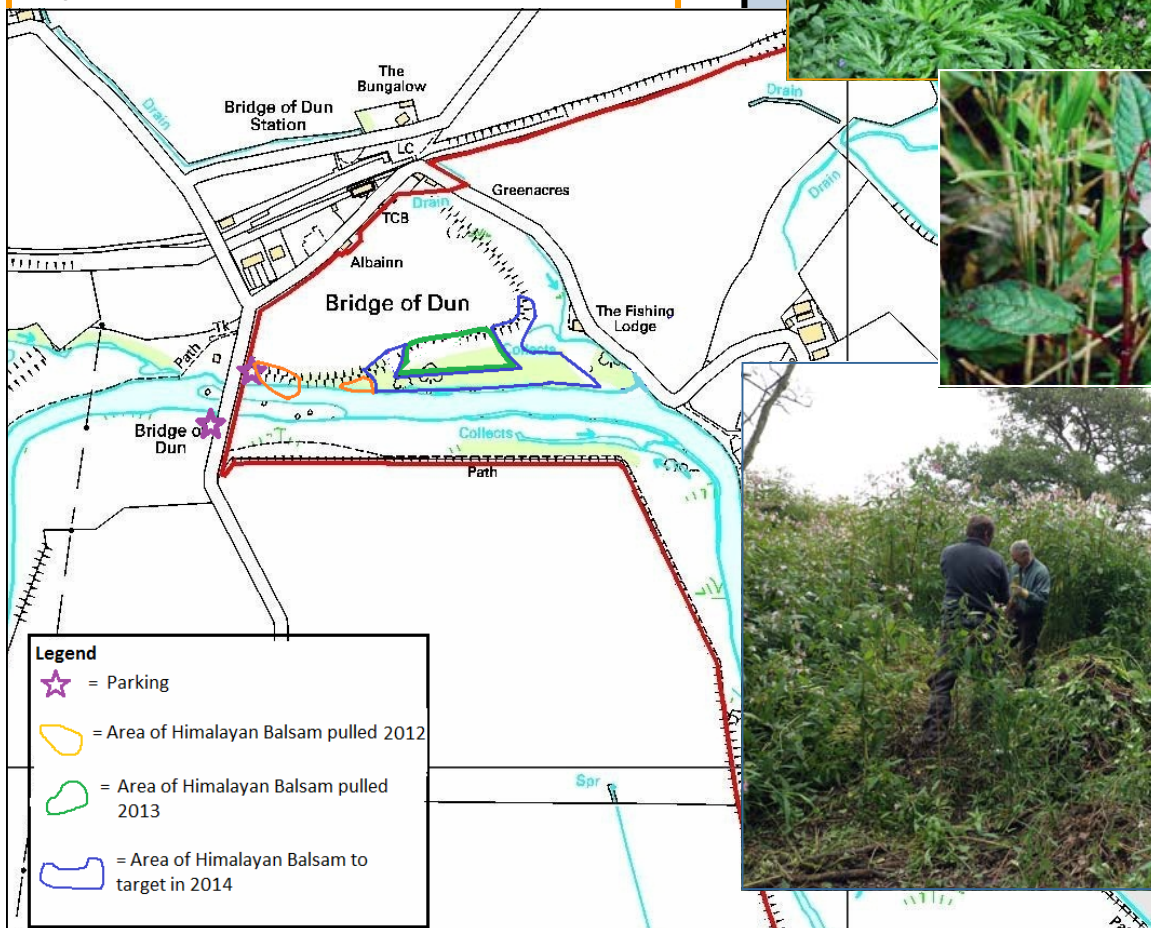 The
Bungalow
Bridge of Dun
Station
Drain
Drain
LC
Greenacres
Drain
Drain
TCB
Albainn
Bridge of Dun
The Fishing
Lodge
Tk
Path
Collects
Bridge of
Dun
Collects
Path
Legend
= Parking
= Area of Himalayan Balsam pulled 2012
= Area of Himalayan Balsam pulled
2013
= Area of Himalayan Balsam to
target in 2014
Spr
Path